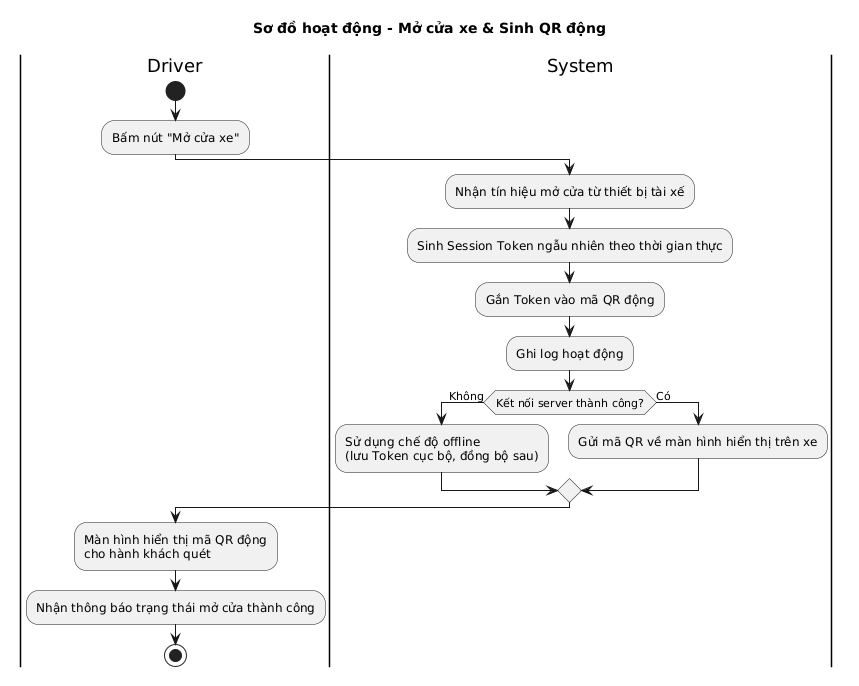 Sơ đồ hoạt động - Mở cửa xe & Sinh QR động
Driver
System
Bấm nút "Mở cửa xe"
Nhận tín hiệu mở cửa từ thiết bị tài xế
Sinh Session Token ngẫu nhiên theo thời gian thực
Gắn Token vào mã QR động
Ghi log hoạt động
Không
Kết nối server thành công?
Có
Sử dụng chế độ offline
(lưu Token cục bộ, đồng bộ sau)
Gửi mã QR về màn hình hiển thị trên xe
Màn hình hiển thị mã QR động
cho hành khách quét
Nhận thông báo trạng thái mở cửa thành công